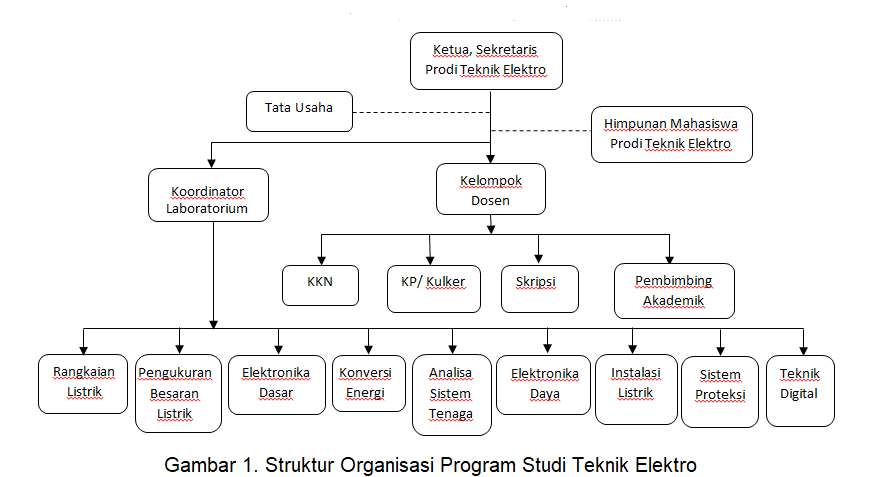 Ketua, Sekretaris
Prodi Teknik Elektro
Tata Usaha
Himpunan Mahasiswa
Prodi Teknik Elektro
Koordinator
Laboratorium
Kelompok
Dosen
KKN
KP/ Kulker
Skripsi
Pembimbing
Akademik
Rangkaian
Listrik
Pengukuran
Besaran
Listrik
Elektronika
Dasar
Konversi
Energi
Analisa
Sistem
Tenaga
Elektronika
Daya
Instalasi
Listrik
Sistem
Proteksi
Teknik
Digital
Gambar 1. Struktur Organisasi Program Studi Teknik Elektro